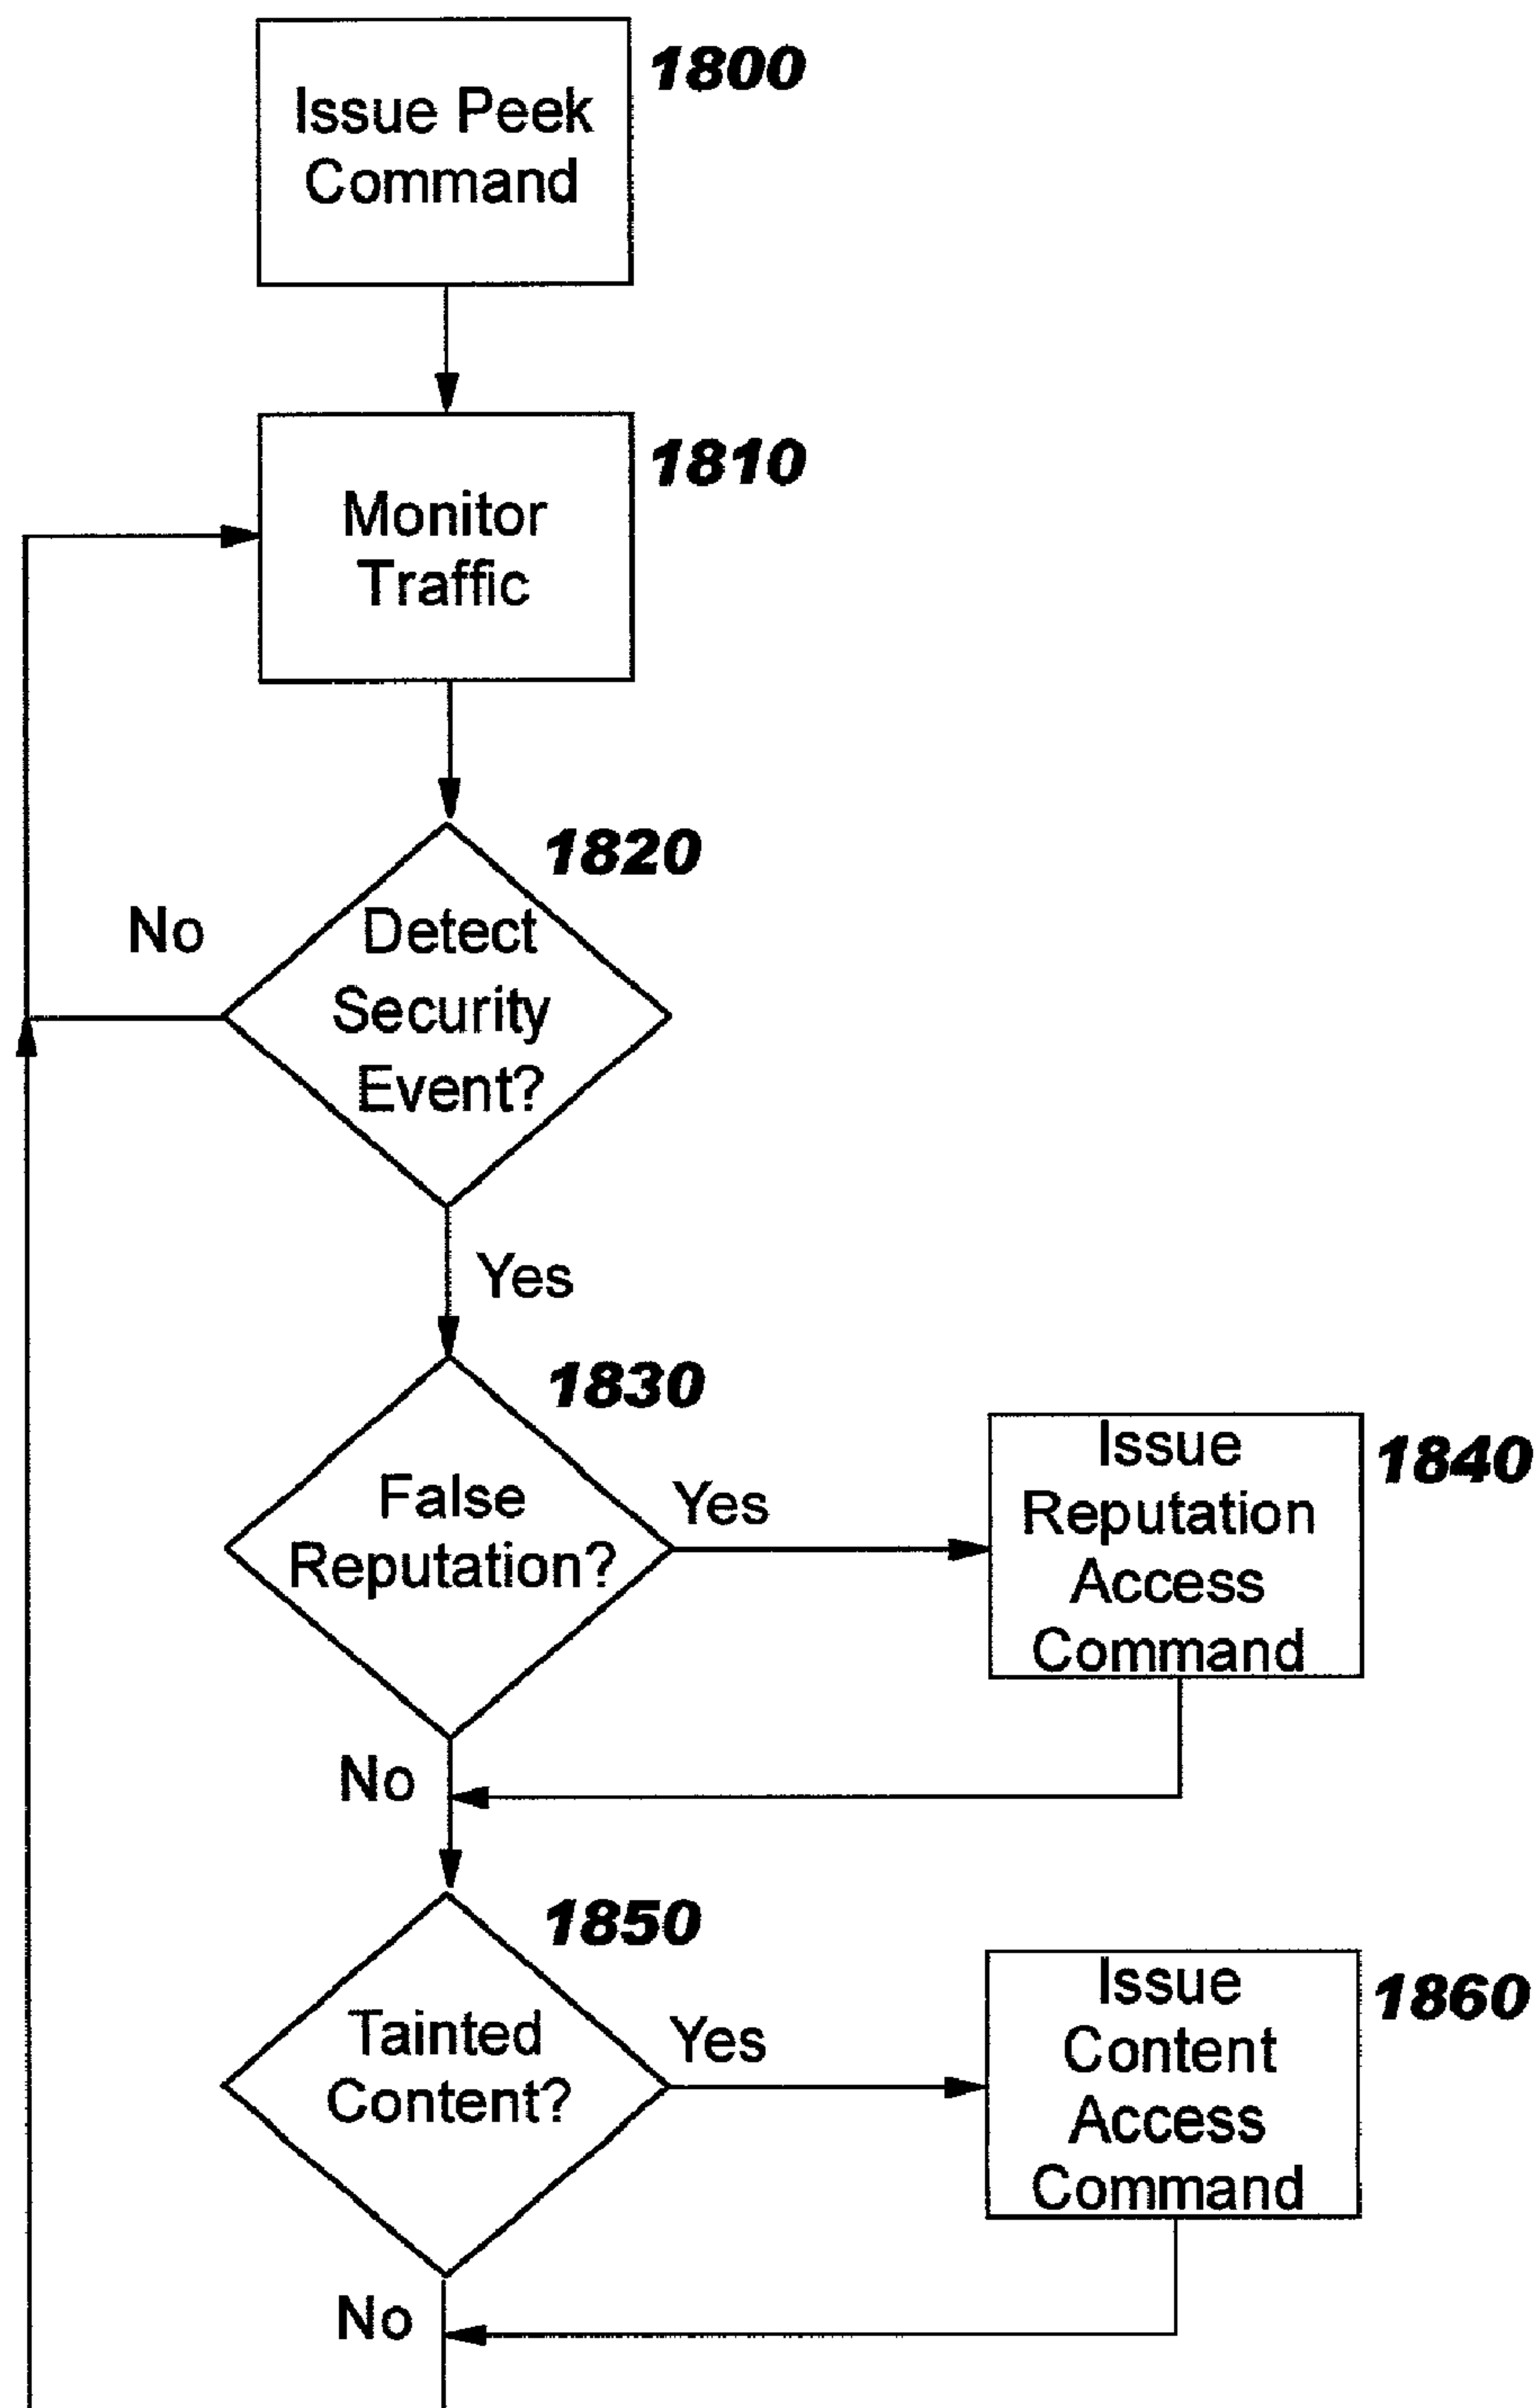 Issue Peek
Command
1800
Monitor
Traffic
1810
No
Detect
Security
Event?
1820
Yes
False
Reputation?
1830
Yes
Issue
Reputation
Access
Command
1840
No
Tainted
Content?
1850
Yes
Issue
Content
Access
Command
1860
No